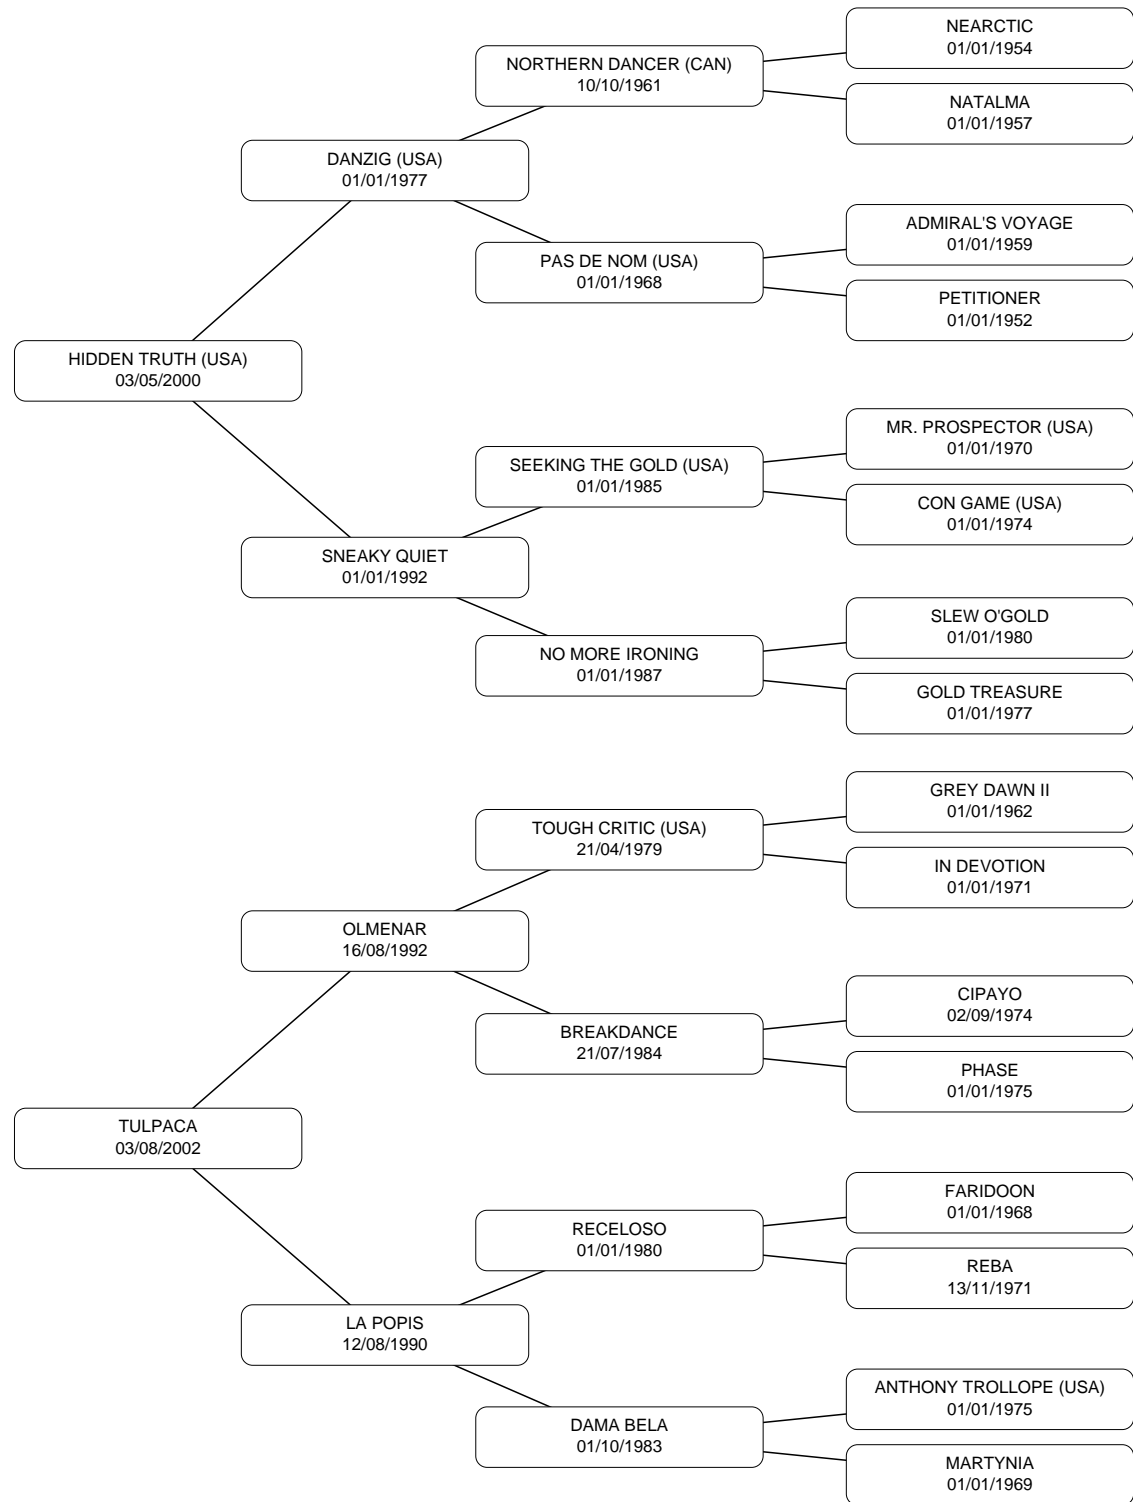 NEARCTIC
01/01/1954
NORTHERN DANCER (CAN)
10/10/1961
NATALMA
01/01/1957
DANZIG (USA)
01/01/1977
ADMIRAL'S VOYAGE
01/01/1959
PAS DE NOM (USA)
01/01/1968
PETITIONER
01/01/1952
HIDDEN TRUTH (USA)
03/05/2000
MR. PROSPECTOR (USA)
01/01/1970
SEEKING THE GOLD (USA)
01/01/1985
CON GAME (USA)
01/01/1974
SNEAKY QUIET
01/01/1992
SLEW O'GOLD
01/01/1980
NO MORE IRONING
01/01/1987
GOLD TREASURE
01/01/1977
GREY DAWN II
01/01/1962
TOUGH CRITIC (USA)
21/04/1979
IN DEVOTION
01/01/1971
OLMENAR
16/08/1992
CIPAYO
02/09/1974
BREAKDANCE
21/07/1984
PHASE
01/01/1975
TULPACA
03/08/2002
FARIDOON
01/01/1968
RECELOSO
01/01/1980
REBA
13/11/1971
LA POPIS
12/08/1990
ANTHONY TROLLOPE (USA)
01/01/1975
DAMA BELA
01/10/1983
MARTYNIA
01/01/1969